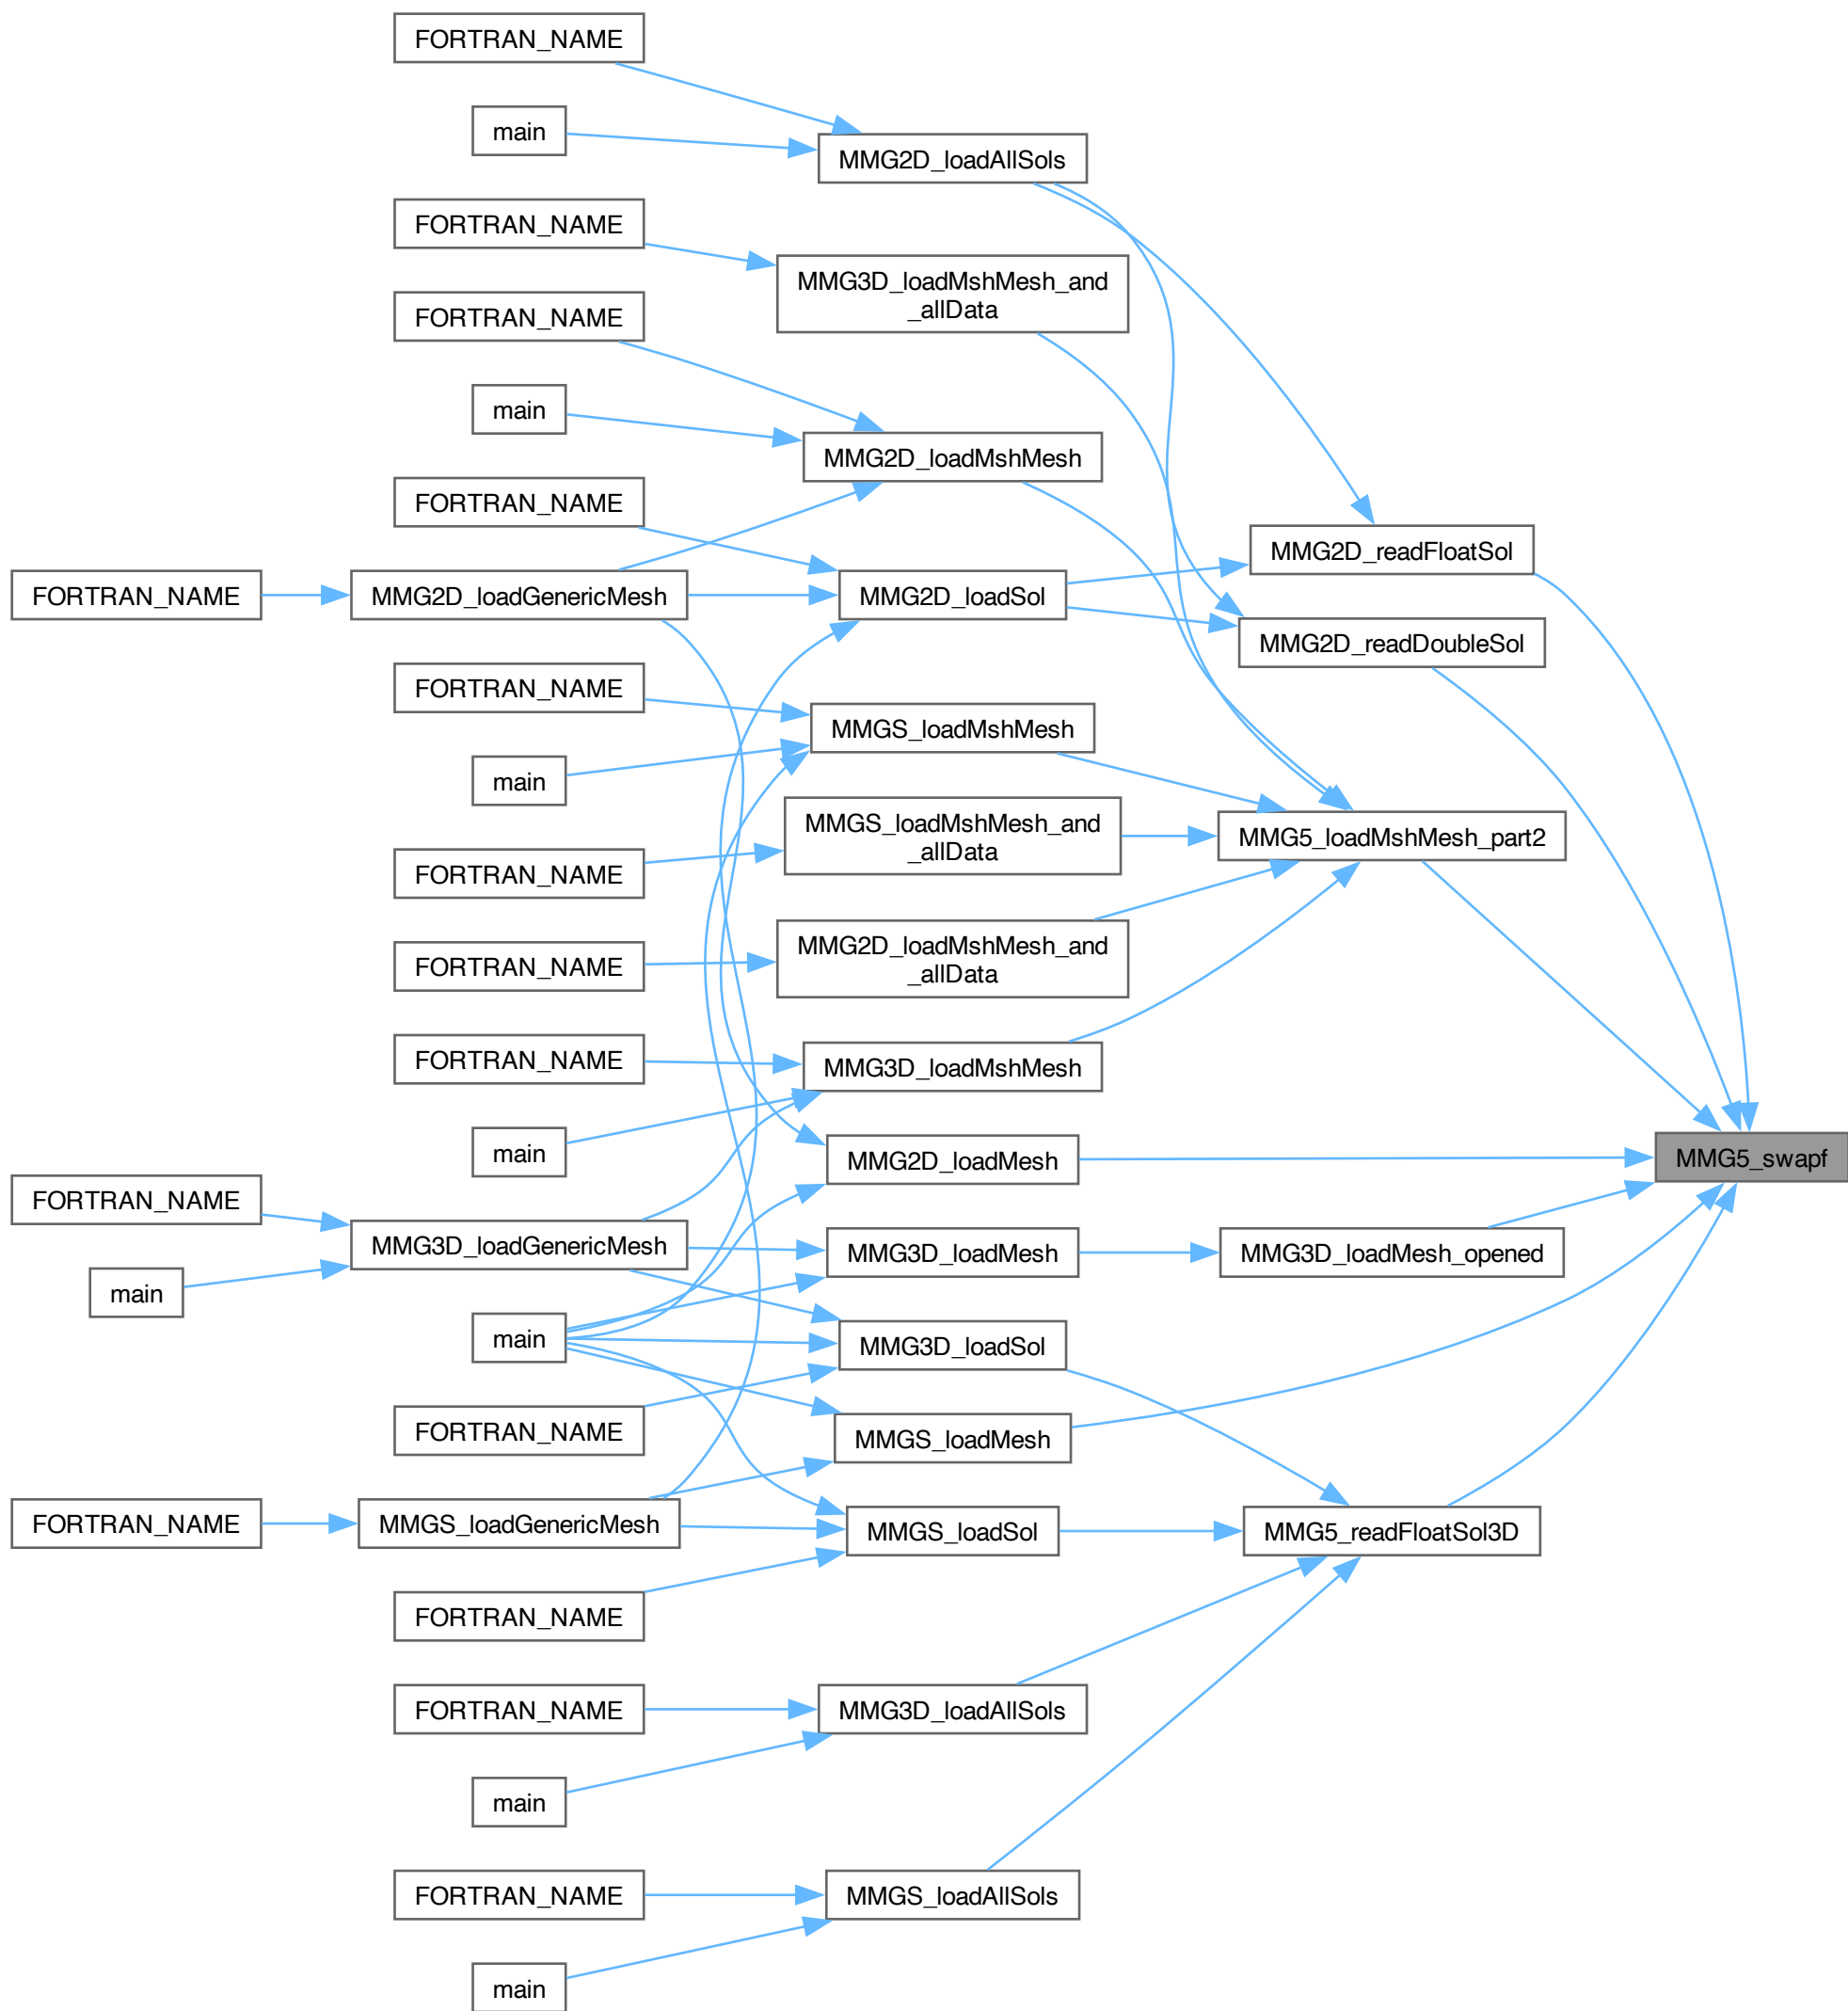 FORTRAN_NAME
main
MMG2D_loadAllSols
FORTRAN_NAME
MMG3D_loadMshMesh_and
_allData
FORTRAN_NAME
main
MMG2D_loadMshMesh
FORTRAN_NAME
MMG2D_readFloatSol
FORTRAN_NAME
MMG2D_loadGenericMesh
MMG2D_loadSol
MMG2D_readDoubleSol
FORTRAN_NAME
MMGS_loadMshMesh
main
MMGS_loadMshMesh_and
_allData
MMG5_loadMshMesh_part2
FORTRAN_NAME
MMG2D_loadMshMesh_and
_allData
FORTRAN_NAME
FORTRAN_NAME
MMG3D_loadMshMesh
main
MMG2D_loadMesh
MMG5_swapf
FORTRAN_NAME
MMG3D_loadGenericMesh
MMG3D_loadMesh
MMG3D_loadMesh_opened
main
main
MMG3D_loadSol
FORTRAN_NAME
MMGS_loadMesh
FORTRAN_NAME
MMGS_loadGenericMesh
MMGS_loadSol
MMG5_readFloatSol3D
FORTRAN_NAME
FORTRAN_NAME
MMG3D_loadAllSols
main
FORTRAN_NAME
MMGS_loadAllSols
main